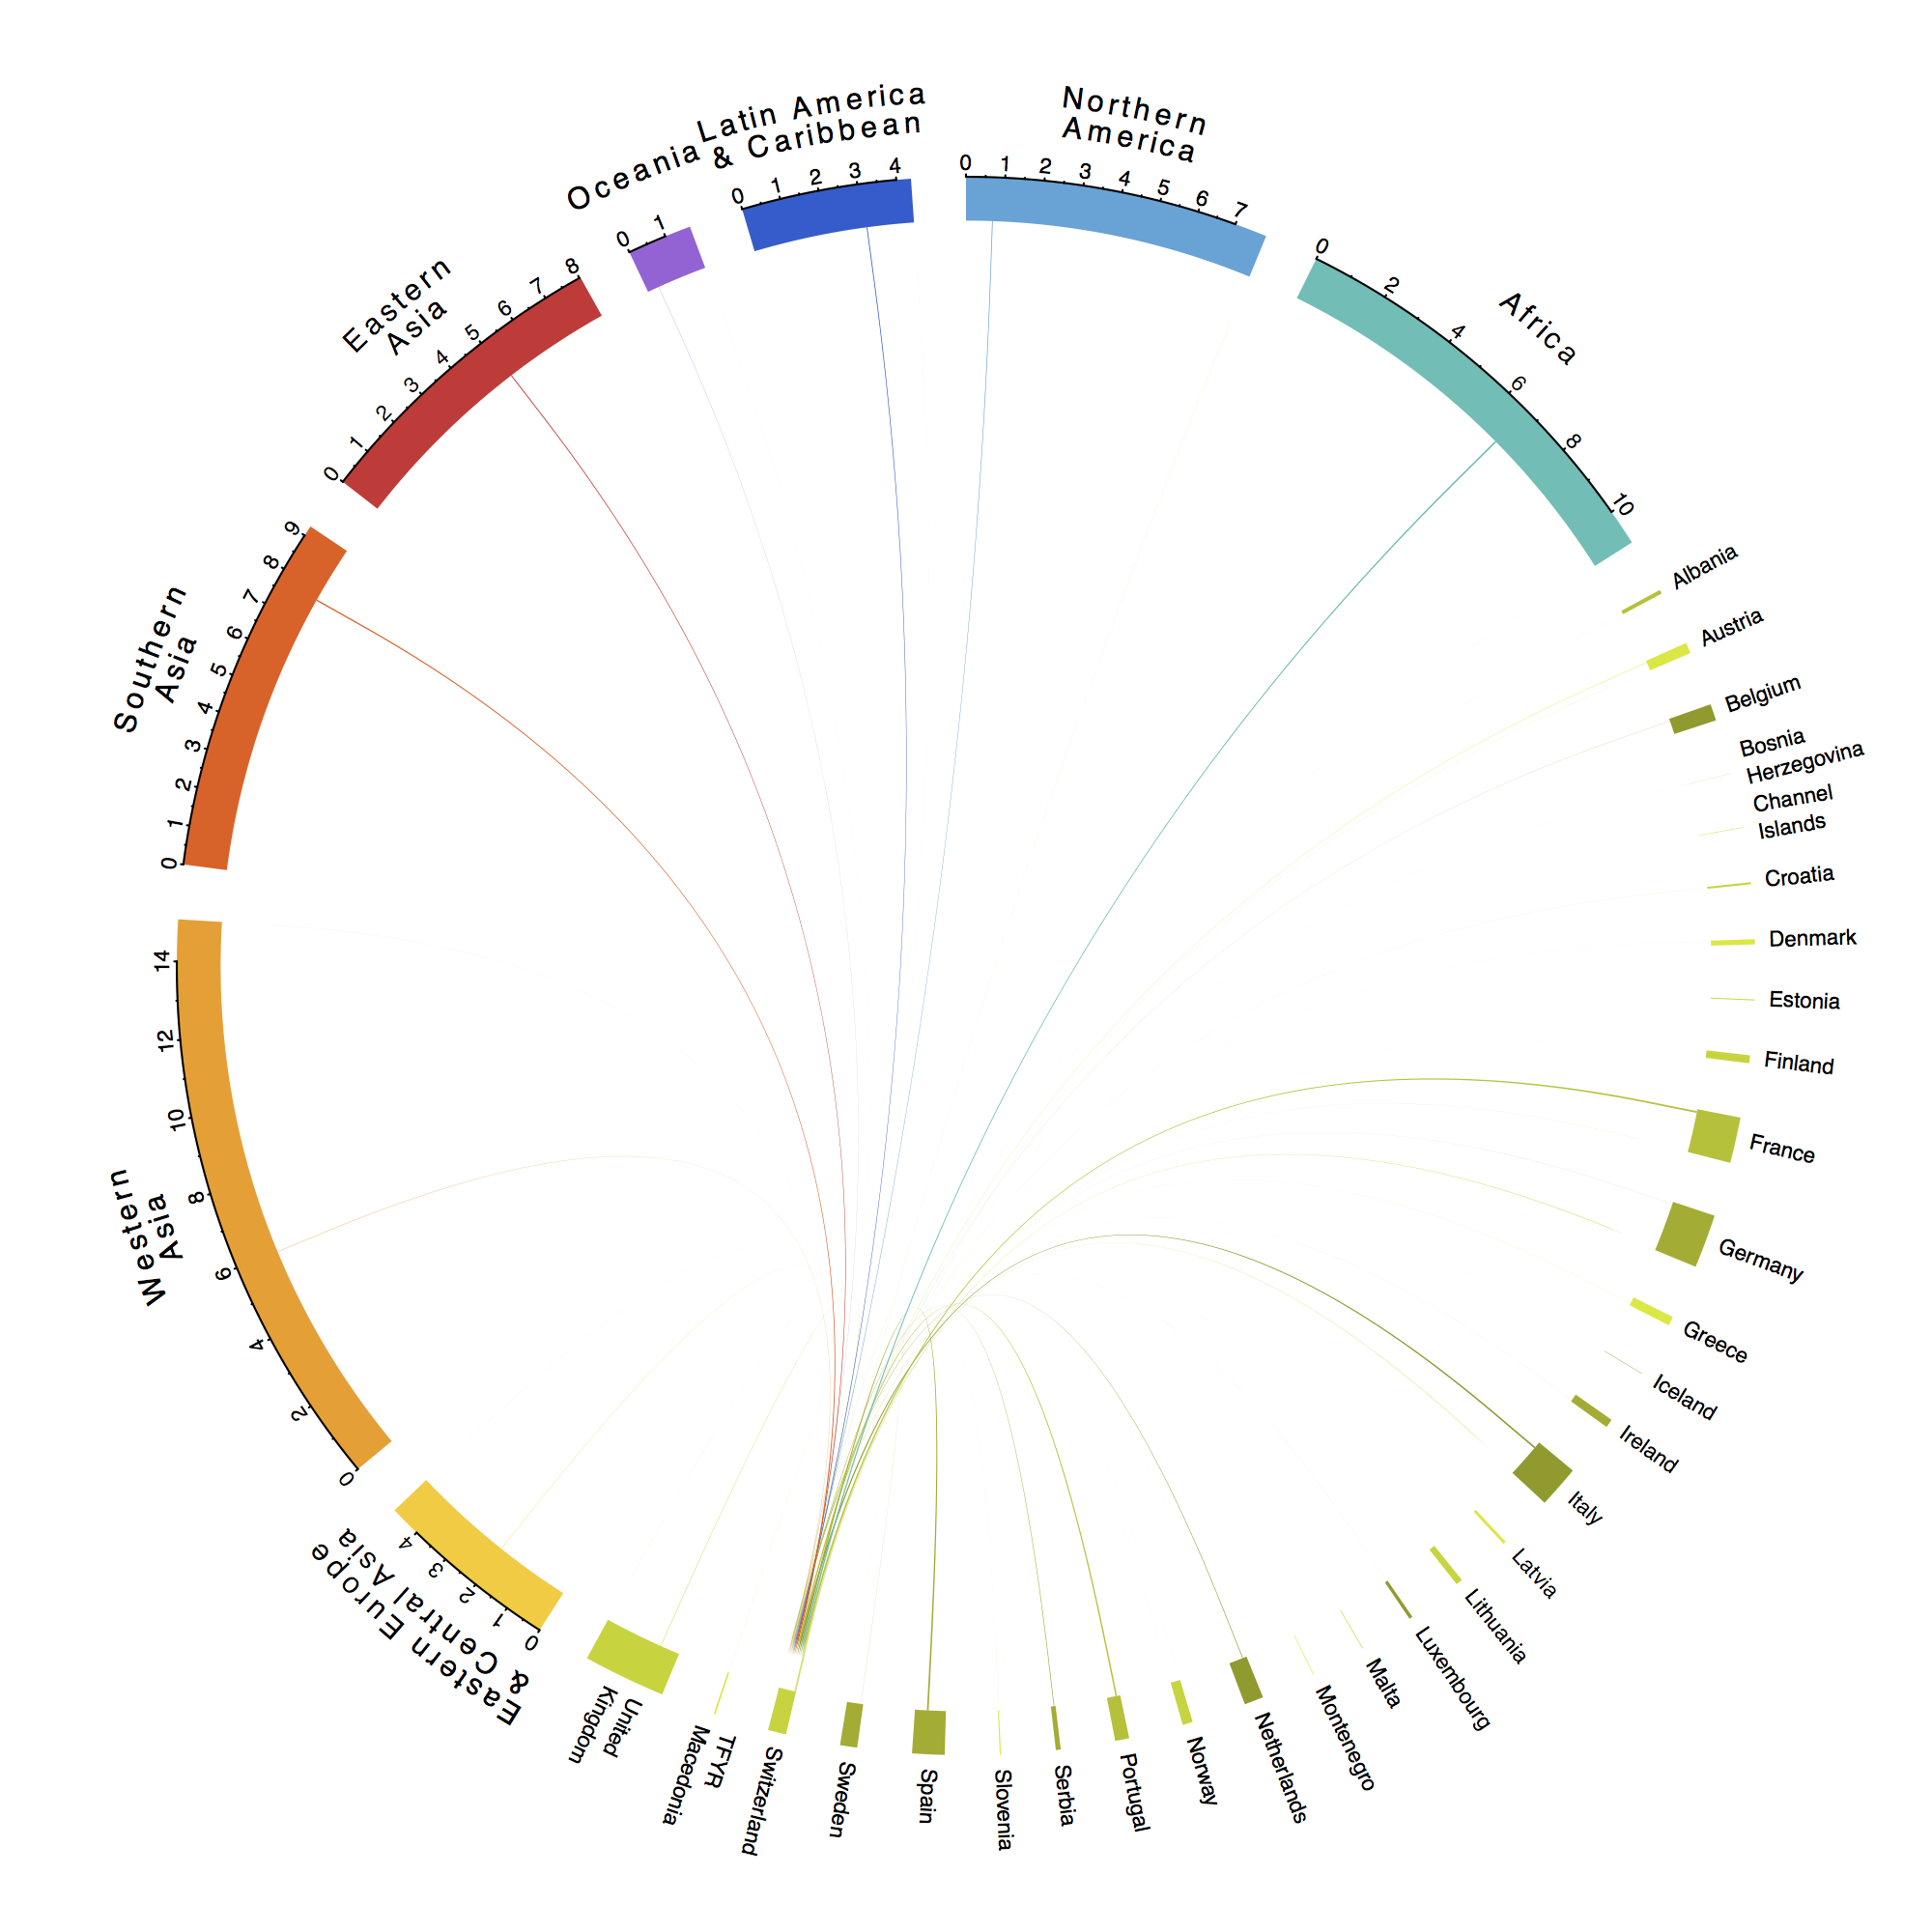 Northern
America
0 1 2 3 4 5 6 7
Africa
0 2 4 6 8 10
Albania
Austria
Belgium
Bosnia
Herzegovina
Channel
Islands
Croatia
Denmark
Estonia
Finland
France
Germany
Greece
Iceland
Ireland
Italy
Latvia
Lithuania
Luxembourg
Malta
Montenegro
Netherlands
Norway
Portugal
Serbia
Slovenia
Spain
Sweden
Switzerland
TFYR
Macedonia
United
Kingdom
Eastern Europe
& Central Asia
0 1 2 3 4
Western
Asia
0 2 4 6 8 10 12 14
Southern
Asia
0 1 2 3 4 5 6 7 8 9
Eastern
Asia
0 1 2 3 4 5 6 7 8
Oceania
0 1
Latin America
& Caribbean
0 1 2 3 4